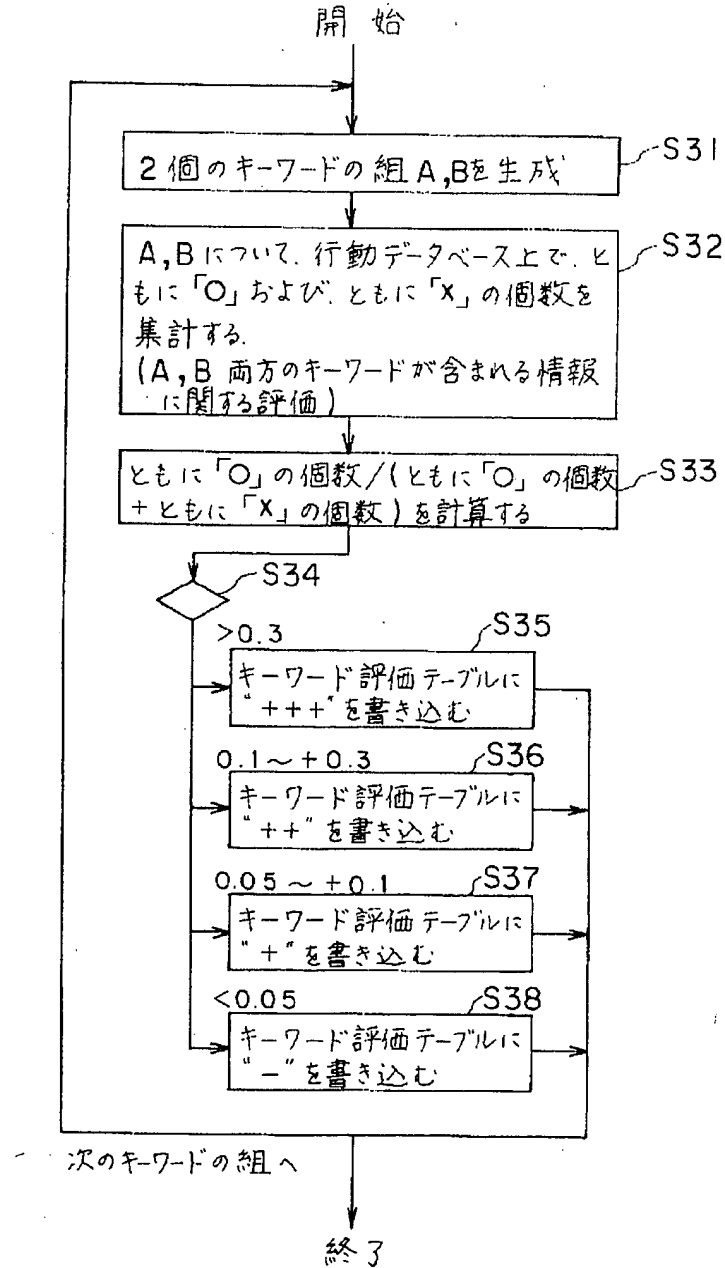 開始
2個のキーワードの組A,Bを生成
S31
A,Bについて、行動データベース上で、と
もに「〇」および、ともに「×」の個数を
集計する.
(A,B 両方のキーワードが含まれる情報
に関する評価)
S32
ともに「〇」の個数/(ともに「〇」の個数
+ともに「×」の個数)を計算する
S33
S34
>0.3
S35
キーワード評価テーブルに
"+++"を書き込む
0.1~+0.3
S36
キーワード評価テーブルに
"++"を書き込む
0.05~+0.1
S37
キーワード評価テーブルに
"+"を書き込む
<0.05
S38
キーワード評価テーブルに
"-"を書き込む
次のキーワードの組へ
終了